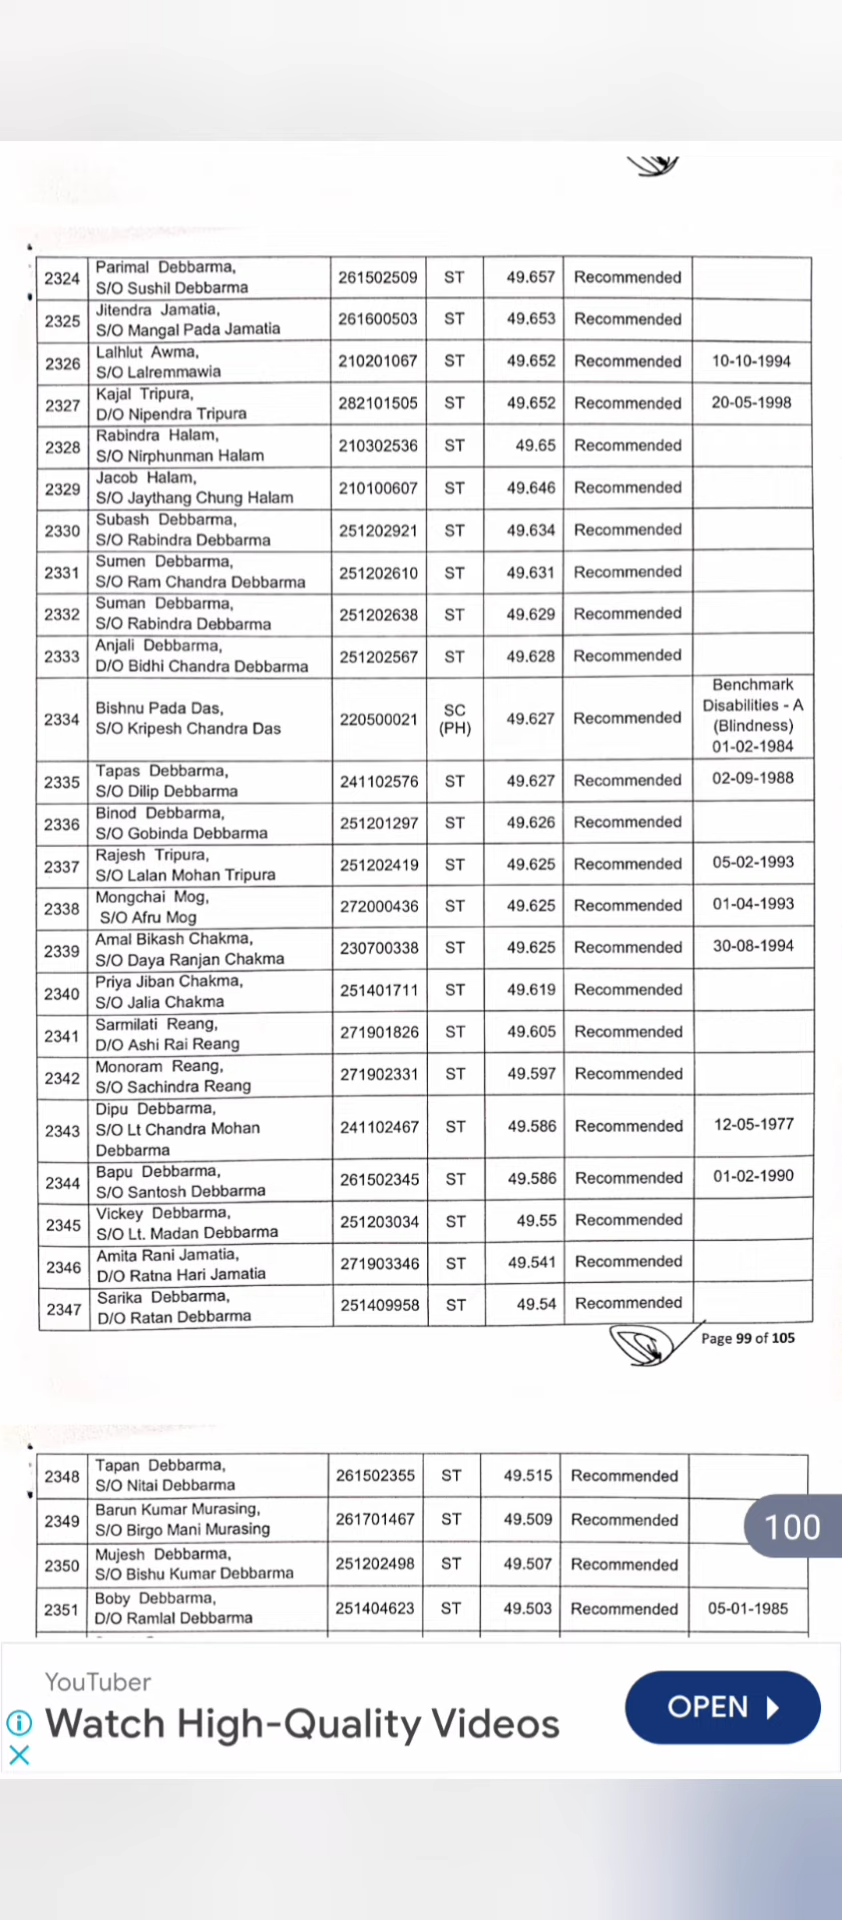 2324 Parimal Debbarma, 261502509 ST 49.657 Recommended
S/O Sushil Debbarma
2325 Jitendra Jamatia, 261600503 ST 49.653 Recommended
S/O Mangal Pada Jamatia
2326 Lalhlut Awma, 210201067 ST 49.652 Recommended 10-10-1994
S/O Lalremmawia
2327 Kajal Tripura, 282101505 ST 49.652 Recommended 20-05-1998
D/O Nipendra Tripura
2328 Rabindra Halam, 210302536 ST 49.65 Recommended
S/O Nirphunman Halam
2329 Jacob Halam, 210100607 ST 49.646 Recommended
S/O Jaythang Chung Halam
2330 Subash Debbarma, 251202921 ST 49.634 Recommended
S/O Rabindra Debbarma
2331 Sumen Debbarma, 251202610 ST 49.631 Recommended
S/O Ram Chandra Debbarma
2332 Suman Debbarma, 251202638 ST 49.629 Recommended
S/O Rabindra Debbarma
2333 Anjali Debbarma, 251202567 ST 49.628 Recommended
D/O Bidhi Chandra Debbarma
Benchmark
Disabilities - A
2334 Bishnu Pada Das, 220500021 SC 49.627 Recommended (Blindness)
S/O Kripesh Chandra Das (PH) 01-02-1984
2335 Tapas Debbarma, 241102576 ST 49.627 Recommended 02-09-1988
S/O Dilip Debbarma
2336 Binod Debbarma, 251201297 ST 49.626 Recommended
S/O Gobinda Debbarma
2337 Rajesh Tripura, 251202419 ST 49.625 Recommended 05-02-1993
S/O Lalan Mohan Tripura
2338 Mongchai Mog, 272000436 ST 49.625 Recommended 01-04-1993
S/O Afru Mog
2339 Amal Bikash Chakma, 230700338 ST 49.625 Recommended 30-08-1994
S/O Daya Ranjan Chakma
2340 Priya Jiban Chakma, 251401711 ST 49.619 Recommended
S/O Jalia Chakma
2341 Sarmilati Reang, 271901826 ST 49.605 Recommended
D/O Ashi Rai Reang
2342 Monoram Reang, 271902331 ST 49.597 Recommended
S/O Sachindra Reang
Dipu Debbarma,
2343 S/O Lt Chandra Mohan 241102467 ST 49.586 Recommended 12-05-1977
Debbarma
2344 Bapu Debbarma, 261502345 ST 49.586 Recommended 01-02-1990
S/O Santosh Debbarma
2345 Vickey Debbarma, 251203034 ST 49.55 Recommended
S/O Lt. Madan Debbarma
2346 Amita Rani Jamatia, 271903346 ST 49.541 Recommended
D/O Ratna Hari Jamatia
2347 Sarika Debbarma, 251409958 ST 49.54 Recommended
D/O Ratan Debbarma
Page 99 of 105
2348 Tapan Debbarma, 261502355 ST 49.515 Recommended
S/O Nitai Debbarma
2349 Barun Kumar Murasing, 261701467 ST 49.509 Recommended 100
S/O Birgo Mani Murasing
2350 Mujesh Debbarma, 251202498 ST 49.507 Recommended
S/O Bishu Kumar Debbarma
2351 Boby Debbarma, 251404623 ST 49.503 Recommended 05-01-1985
D/O Ramlal Debbarma
YouTuber
Watch High-Quality Videos
OPEN